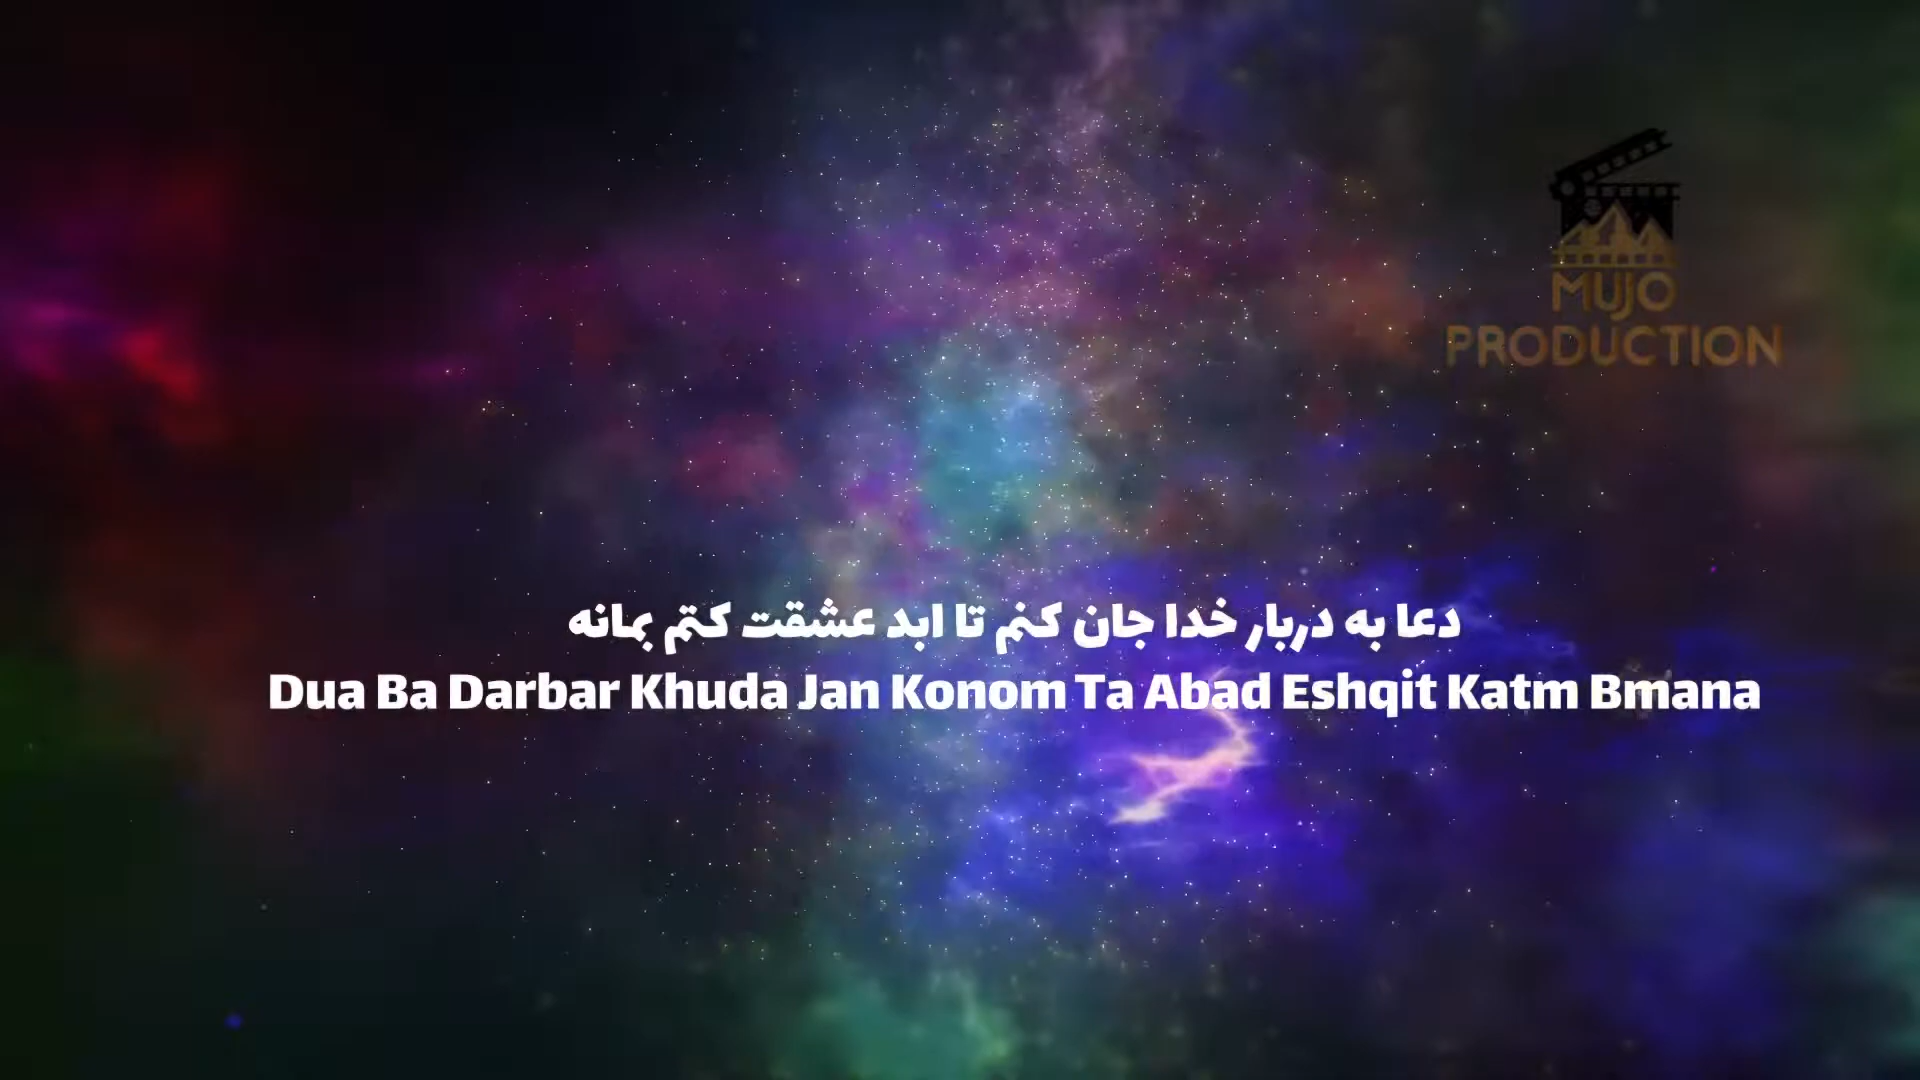 MUJO
PRODUCTION
دعا به دربار خدا جان کنم تا ابد عشقت کتم بمانه
Dua Ba Darbar Khuda Jan Konom Ta Abad Eshqit Katm Bmana